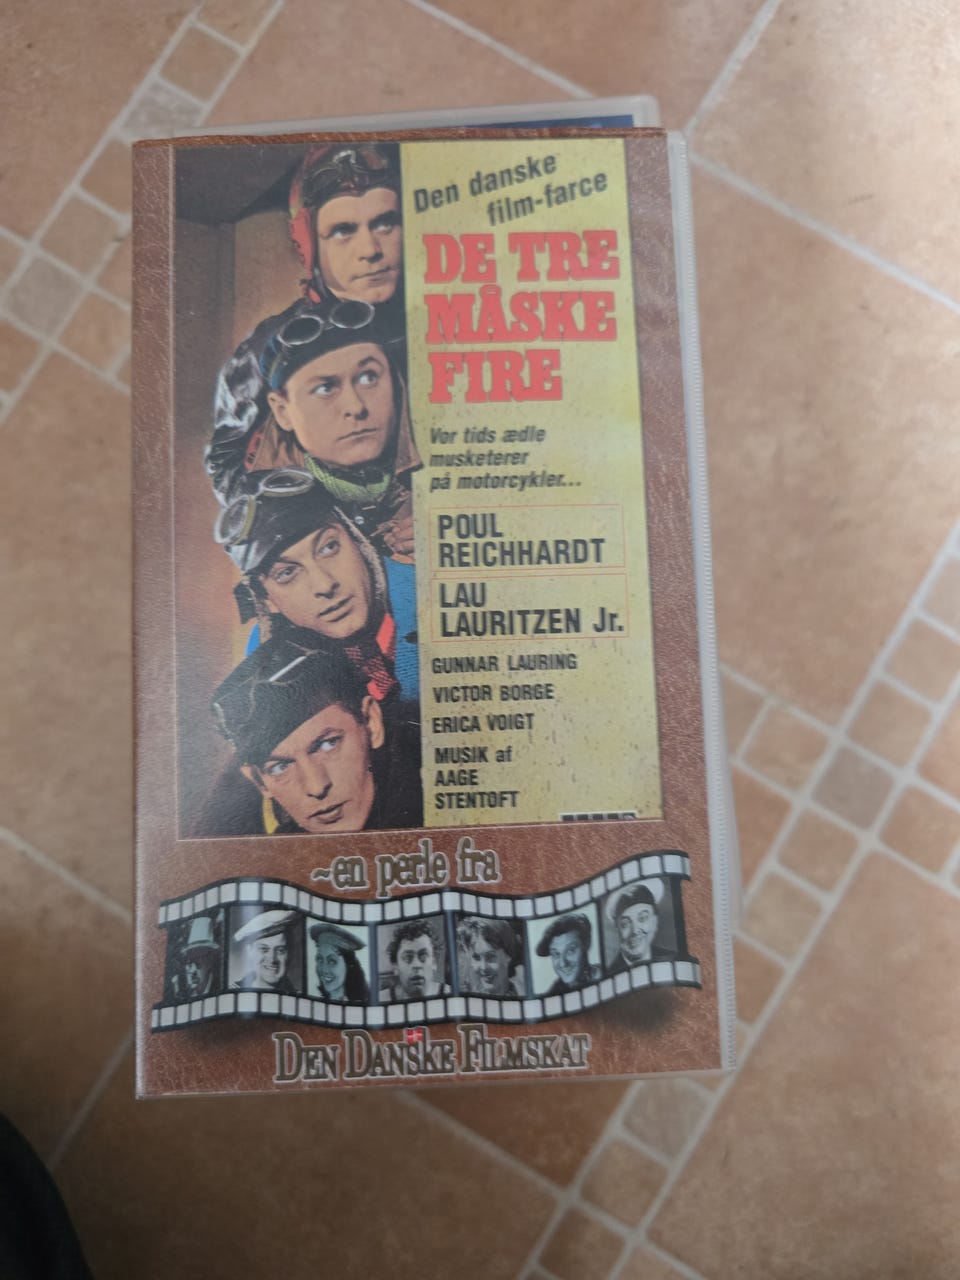 Den danske
film-farce
DE TRE
MÅSKE
FIRE
Vor tids ædle
musketerer
på motorcykler...
POUL
REICHHARDT
LAU
LAURITZEN Jr.
GUNNAR LAURING
VICTOR BORGE
ERICA VOIGT
MUSIK af
AAGE
STENTOFT
~en perle fra
DEN DANSKE FILMSKAT